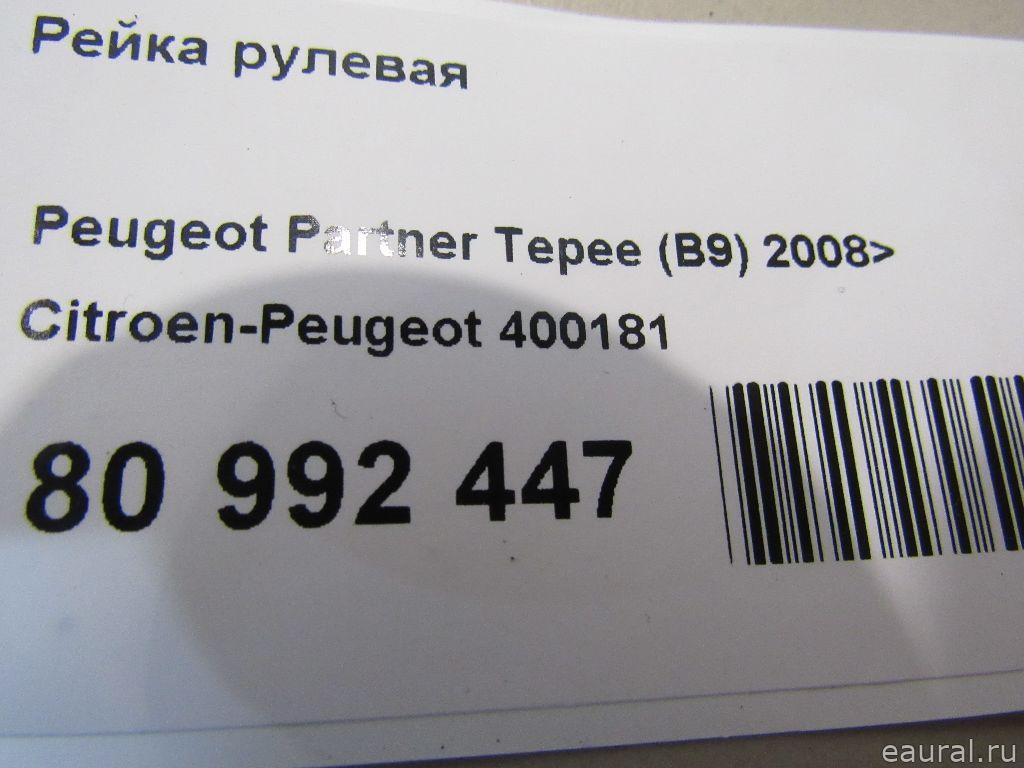 Рейка рулевая
Peugeot Partner Tepee (B9) 2008>
Citroen-Peugeot 400181
80 992 447
eaural.ru